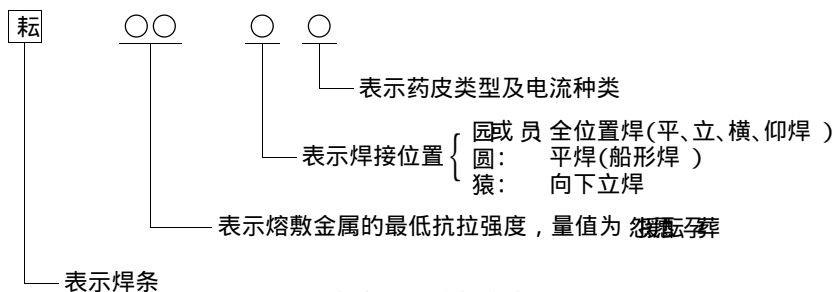 耘 ○○ ○ ○
表示药皮类型及电流种类
表示焊接位置
园或 员: 全位置焊(平、立、横、仰焊 )
圆: 平焊(船形焊 )
猿: 向下立焊
表示熔敷金属的最低抗拉强度,量值为
表示焊条